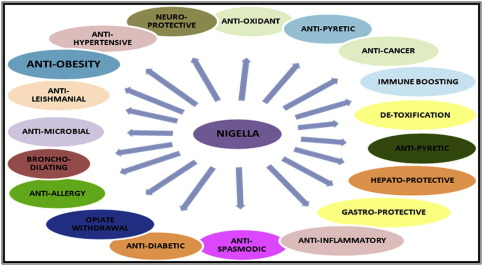 NEURO-
PROTECTIVE
ANTI-OXIDANT
ANTI-PYRETIC
ANTI-CANCER
IMMUNE BOOSTING
DE-TOXIFICATION
ANTI-PYRETIC
HEPATO-PROTECTIVE
GASTRO-PROTECTIVE
ANTI-INFLAMMATORY
ANTI-
SPASMODIC
ANTI-DIABETIC
OPIATE
WITHDRAWAL
ANTI-ALLERGY
BRONCHO-
DILATING
ANTI-MICROBIAL
ANTI-
LEISHMANIAL
ANTI-OBESITY
ANTI-
HYPERTENSIVE
NIGELLA